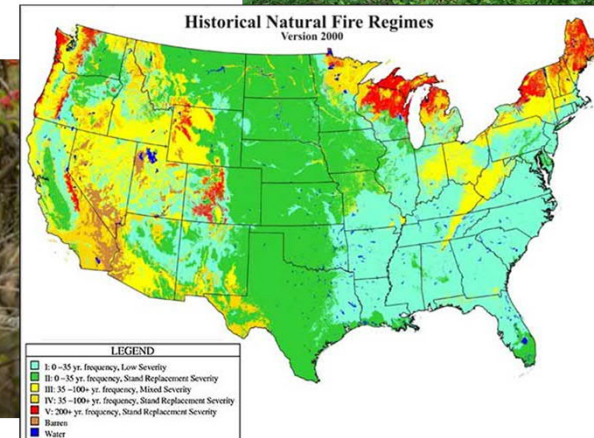 Historical Natural Fire Regimes
Version 2000
LEGEND
I: 0 –35 yr. frequency, Low Severity
II: 0 –35 yr. frequency, Stand Replacement Severity
III: 35 –100+ yr. frequency, Mixed Severity
IV: 35 –100+ yr. frequency, Stand Replacement Severity
V: 200+ yr. frequency, Stand Replacement Severity
Barren
Water